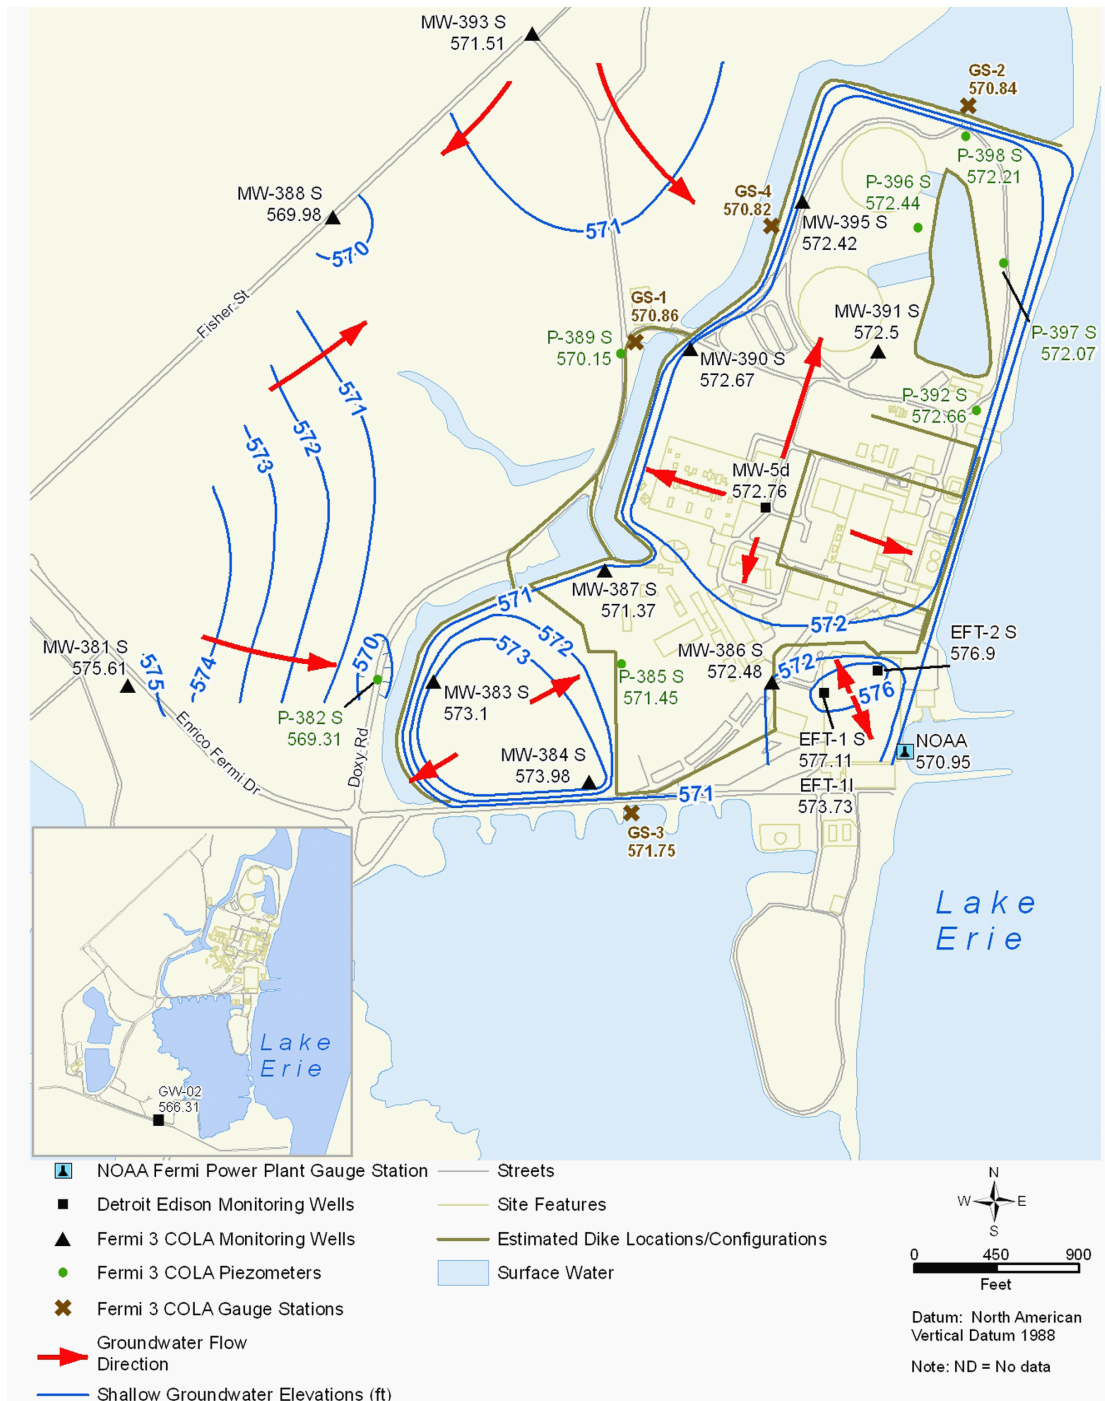 MW-393 S
571.51
GS-2
570.84
P-398 S
572.21
P-396 S
572.44
GS-4
570.82
MW-388 S
569.98
MW-395 S
572.42
571
570
Fisher St
GS-1
570.86
MW-391 S
572.5
P-397 S
572.07
P-389 S
570.15
MW-390 S
572.67
P-392 S
572.66
571
572
573
MW-5d
572.76
MW-387 S
571.37
571
572
573
572
EFT-2 S
576.9
MW-381 S
575.61
575
574
570
MW-386 S
572.48
572
576
P-385 S
571.45
MW-383 S
573.1
P-382 S
569.31
Enrico Fermi Dr
Doxy Rd
MW-384 S
573.98
EFT-1 S
577.11
NOAA
570.95
EFT-1I
573.73
571
GS-3
571.75
Lake
Erie
Lake
Erie
GW-02
566.31
NOAA Fermi Power Plant Gauge Station
Detroit Edison Monitoring Wells
Fermi 3 COLA Monitoring Wells
Fermi 3 COLA Piezometers
Fermi 3 COLA Gauge Stations
Groundwater Flow
Direction
Shallow Groundwater Elevations (ft)
Streets
Site Features
Estimated Dike Locations/Configurations
Surface Water
N
W E
S
0 450 900
Feet
Datum: North American
Vertical Datum 1988
Note: ND = No data